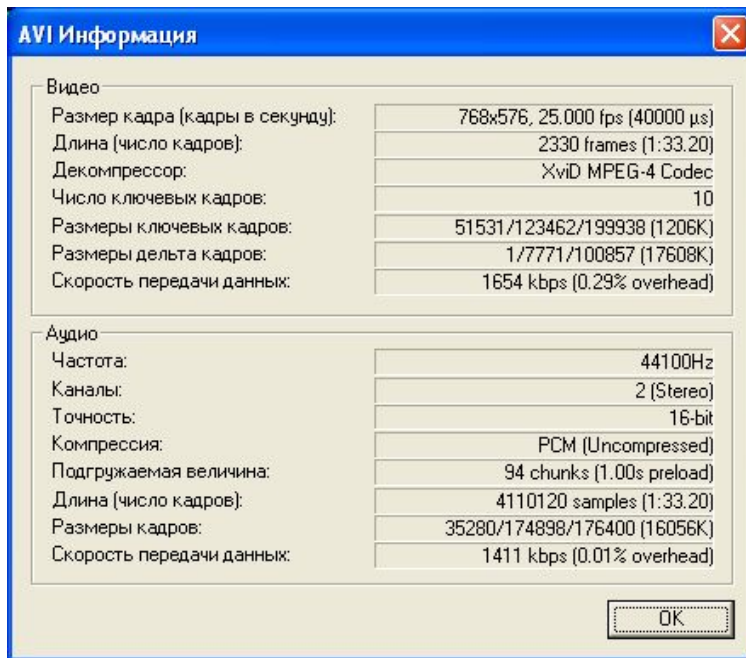 AVI Информация
Видео
Размер кадра (кадры в секунду): 768x576, 25.000 fps (40000 µs)
Длина (число кадров): 2330 frames (1:33.20)
Декомпрессор: XviD MPEG-4 Codec
Число ключевых кадров: 10
Размеры ключевых кадров: 51531/123462/199938 (1206K)
Размеры дельта кадров: 1/7771/100857 (17608K)
Скорость передачи данных: 1654 kbps (0.29% overhead)
Аудио
Частота: 44100Hz
Каналы: 2 (Stereo)
Точность: 16-bit
Компрессия: PCM (Uncompressed)
Подгружаемая величина: 94 chunks (1.00s preload)
Длина (число кадров): 4110120 samples (1:33.20)
Размеры кадров: 35280/174898/176400 (16056K)
Скорость передачи данных: 1411 kbps (0.01% overhead)
OK